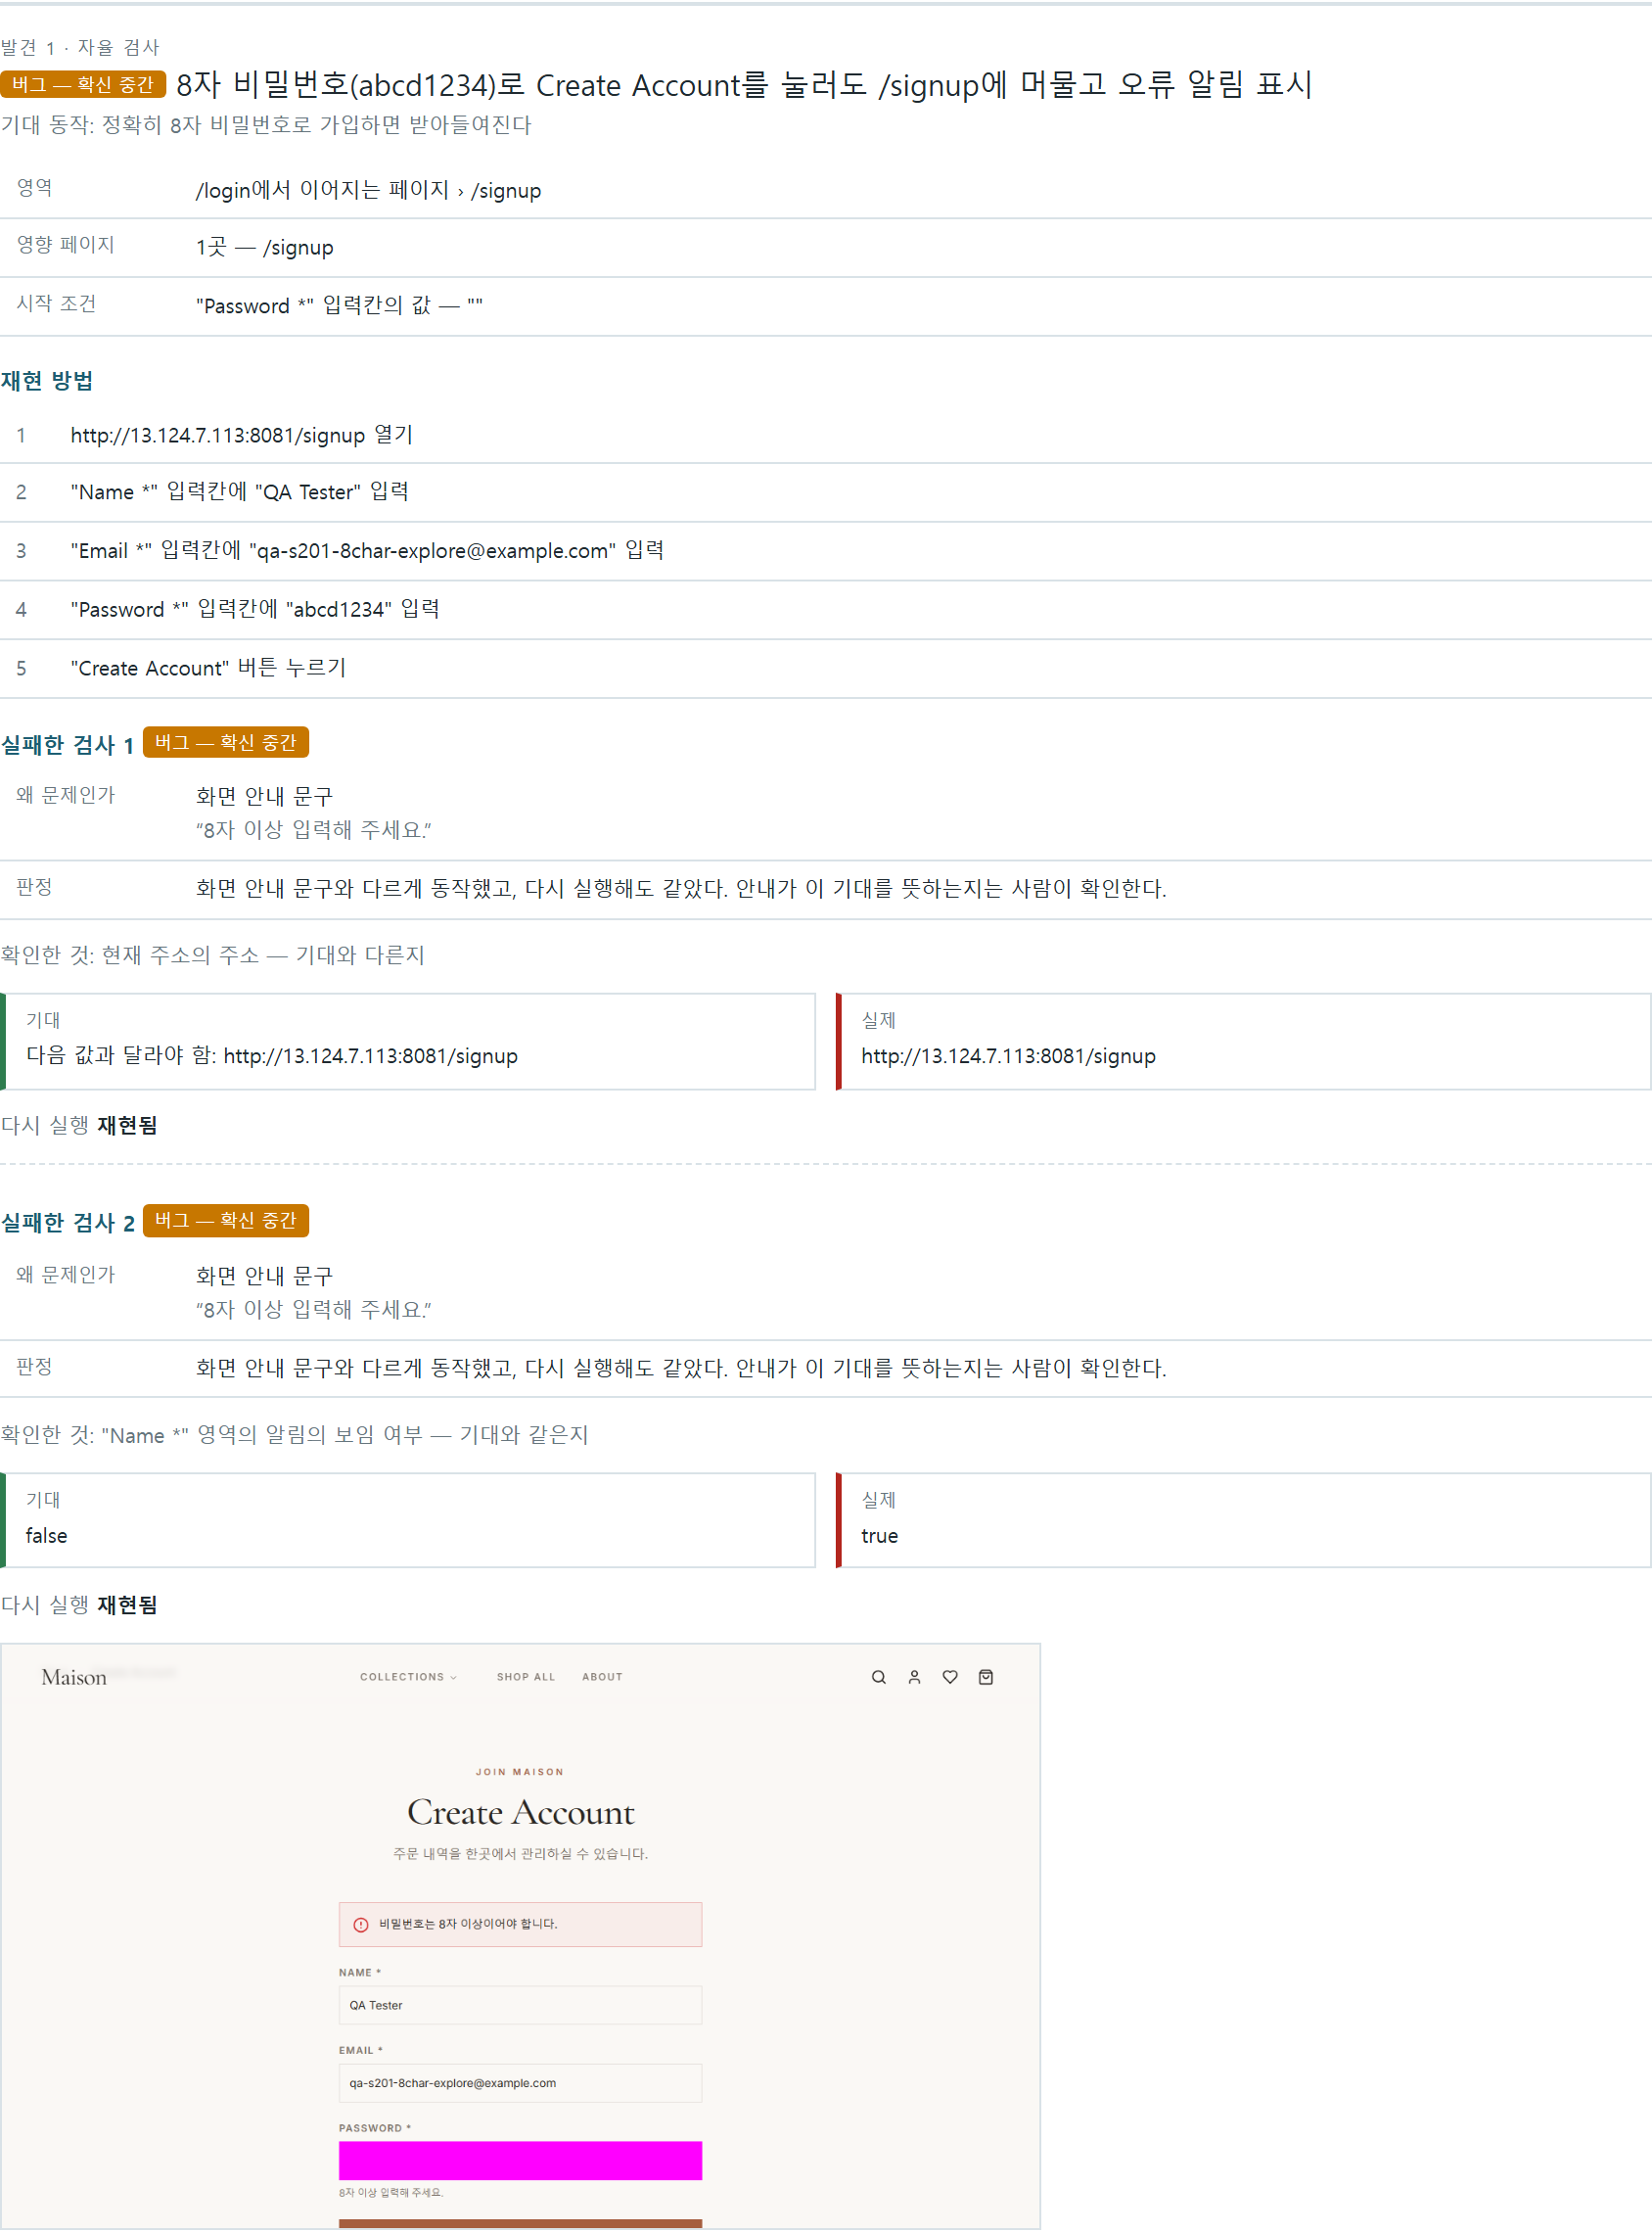 발견 1 · 자율 검사
버그 — 확신 중간 8자 비밀번호(abcd1234)로 Create Account를 눌러도 /signup에 머물고 오류 알림 표시
기대 동작: 정확히 8자 비밀번호로 가입하면 받아들여진다
영역 /login에서 이어지는 페이지 › /signup
영향 페이지 1곳 — /signup
시작 조건 "Password *" 입력칸의 값 — ""
재현 방법
1 http://13.124.7.113:8081/signup 열기
2 "Name *" 입력칸에 "QA Tester" 입력
3 "Email *" 입력칸에 "qa-s201-8char-explore@example.com" 입력
4 "Password *" 입력칸에 "abcd1234" 입력
5 "Create Account" 버튼 누르기
실패한 검사 1 버그 — 확신 중간
왜 문제인가 화면 안내 문구
“8자 이상 입력해 주세요.”
판정 화면 안내 문구와 다르게 동작했고, 다시 실행해도 같았다. 안내가 이 기대를 뜻하는지는 사람이 확인한다.
확인한 것: 현재 주소의 주소 — 기대와 다른지
기대
다음 값과 달라야 함: http://13.124.7.113:8081/signup
실제
http://13.124.7.113:8081/signup
다시 실행 재현됨
실패한 검사 2 버그 — 확신 중간
왜 문제인가 화면 안내 문구
“8자 이상 입력해 주세요.”
판정 화면 안내 문구와 다르게 동작했고, 다시 실행해도 같았다. 안내가 이 기대를 뜻하는지는 사람이 확인한다.
확인한 것: "Name *" 영역의 알림의 보임 여부 — 기대와 같은지
기대
false
실제
true
다시 실행 재현됨
Maison COLLECTIONS SHOP ALL ABOUT
JOIN MAISON
Create Account
주문 내역을 한곳에서 관리하실 수 있습니다.
비밀번호는 8자 이상이어야 합니다.
NAME *
QA Tester
EMAIL *
qa-s201-8char-explore@example.com
PASSWORD *
8자 이상 입력해 주세요.